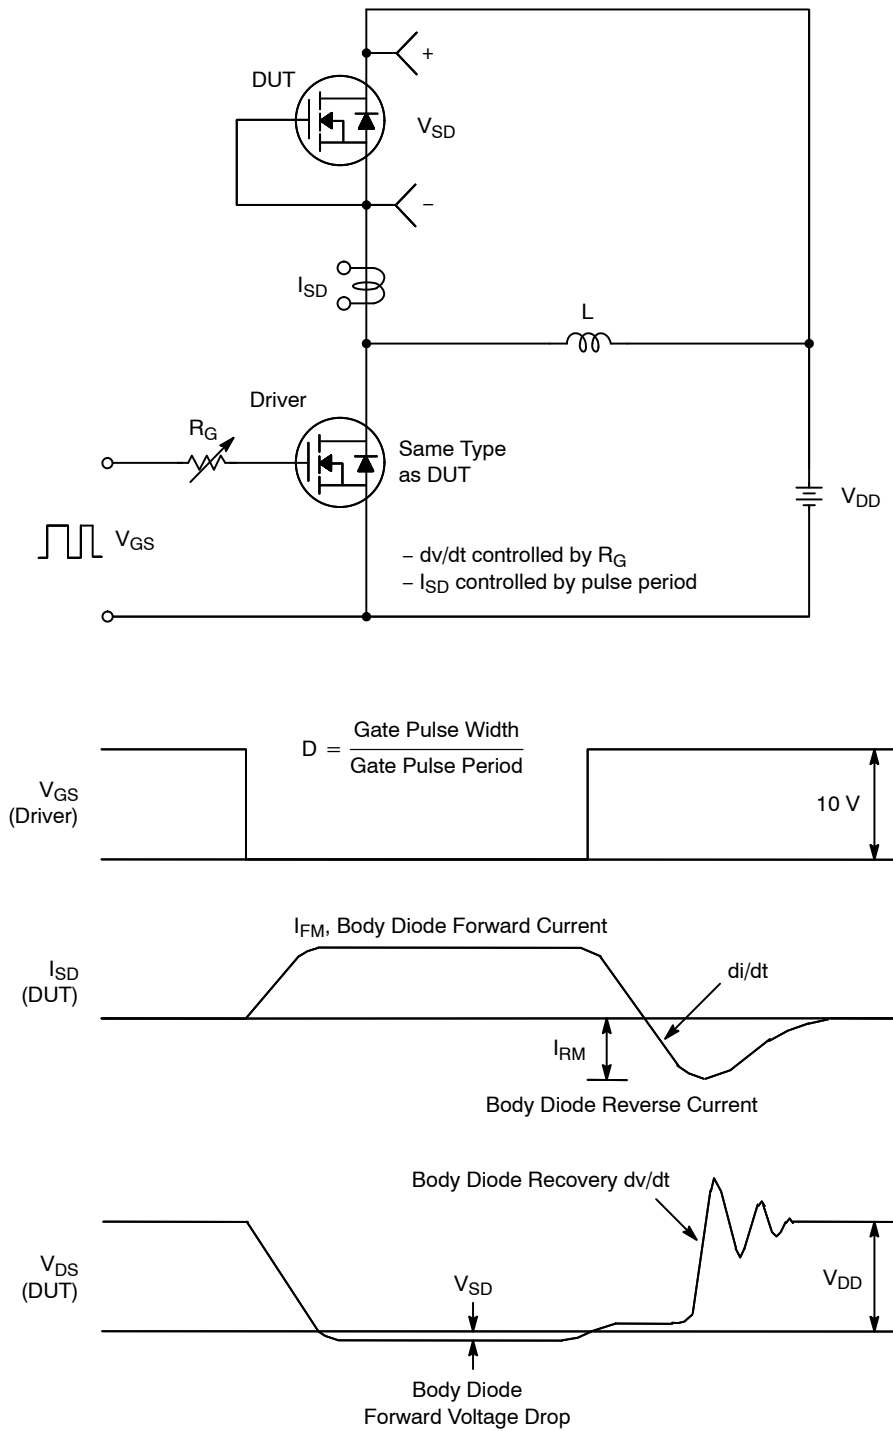 +
DUT
V_SD
−
I_SD
L
Driver
R_G
Same Type
as DUT
V_DD
V_GS
− dv/dt controlled by R_G
− I_SD controlled by pulse period
D = Gate Pulse Width
Gate Pulse Period
V_GS
(Driver)
10 V
I_FM, Body Diode Forward Current
I_SD
(DUT)
di/dt
I_RM
Body Diode Reverse Current
Body Diode Recovery dv/dt
V_DS
(DUT)
V_SD
V_DD
Body Diode
Forward Voltage Drop